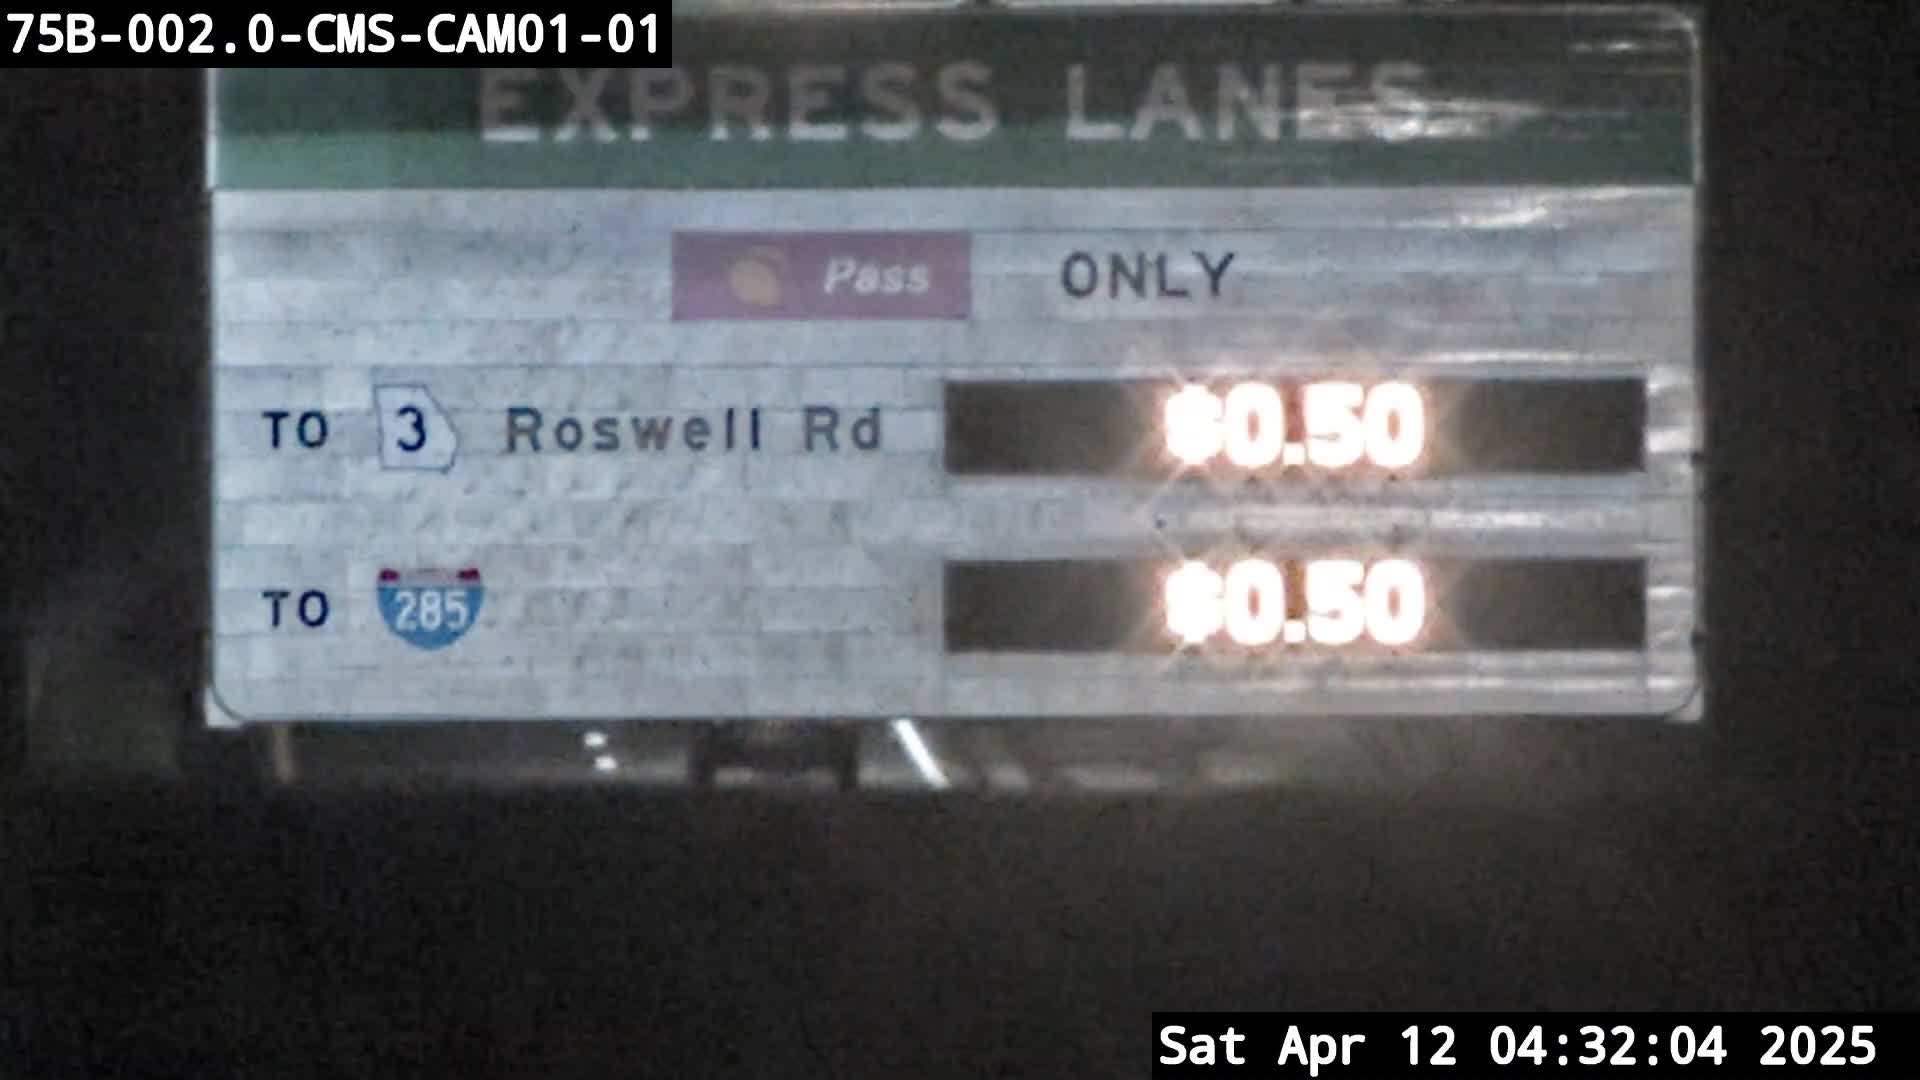 75B-002.0-CMS-CAM01-01
EXPRESS LANES
Pass ONLY
TO 3 Roswell Rd $0.50
TO 285 $0.50
Sat Apr 12 04:32:04 2025